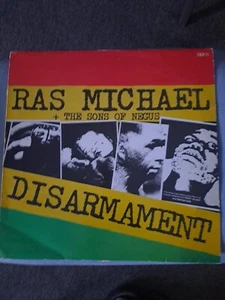 RAS MICHAEL
+ THE SONS OF NEGUS
DISARMAMENT